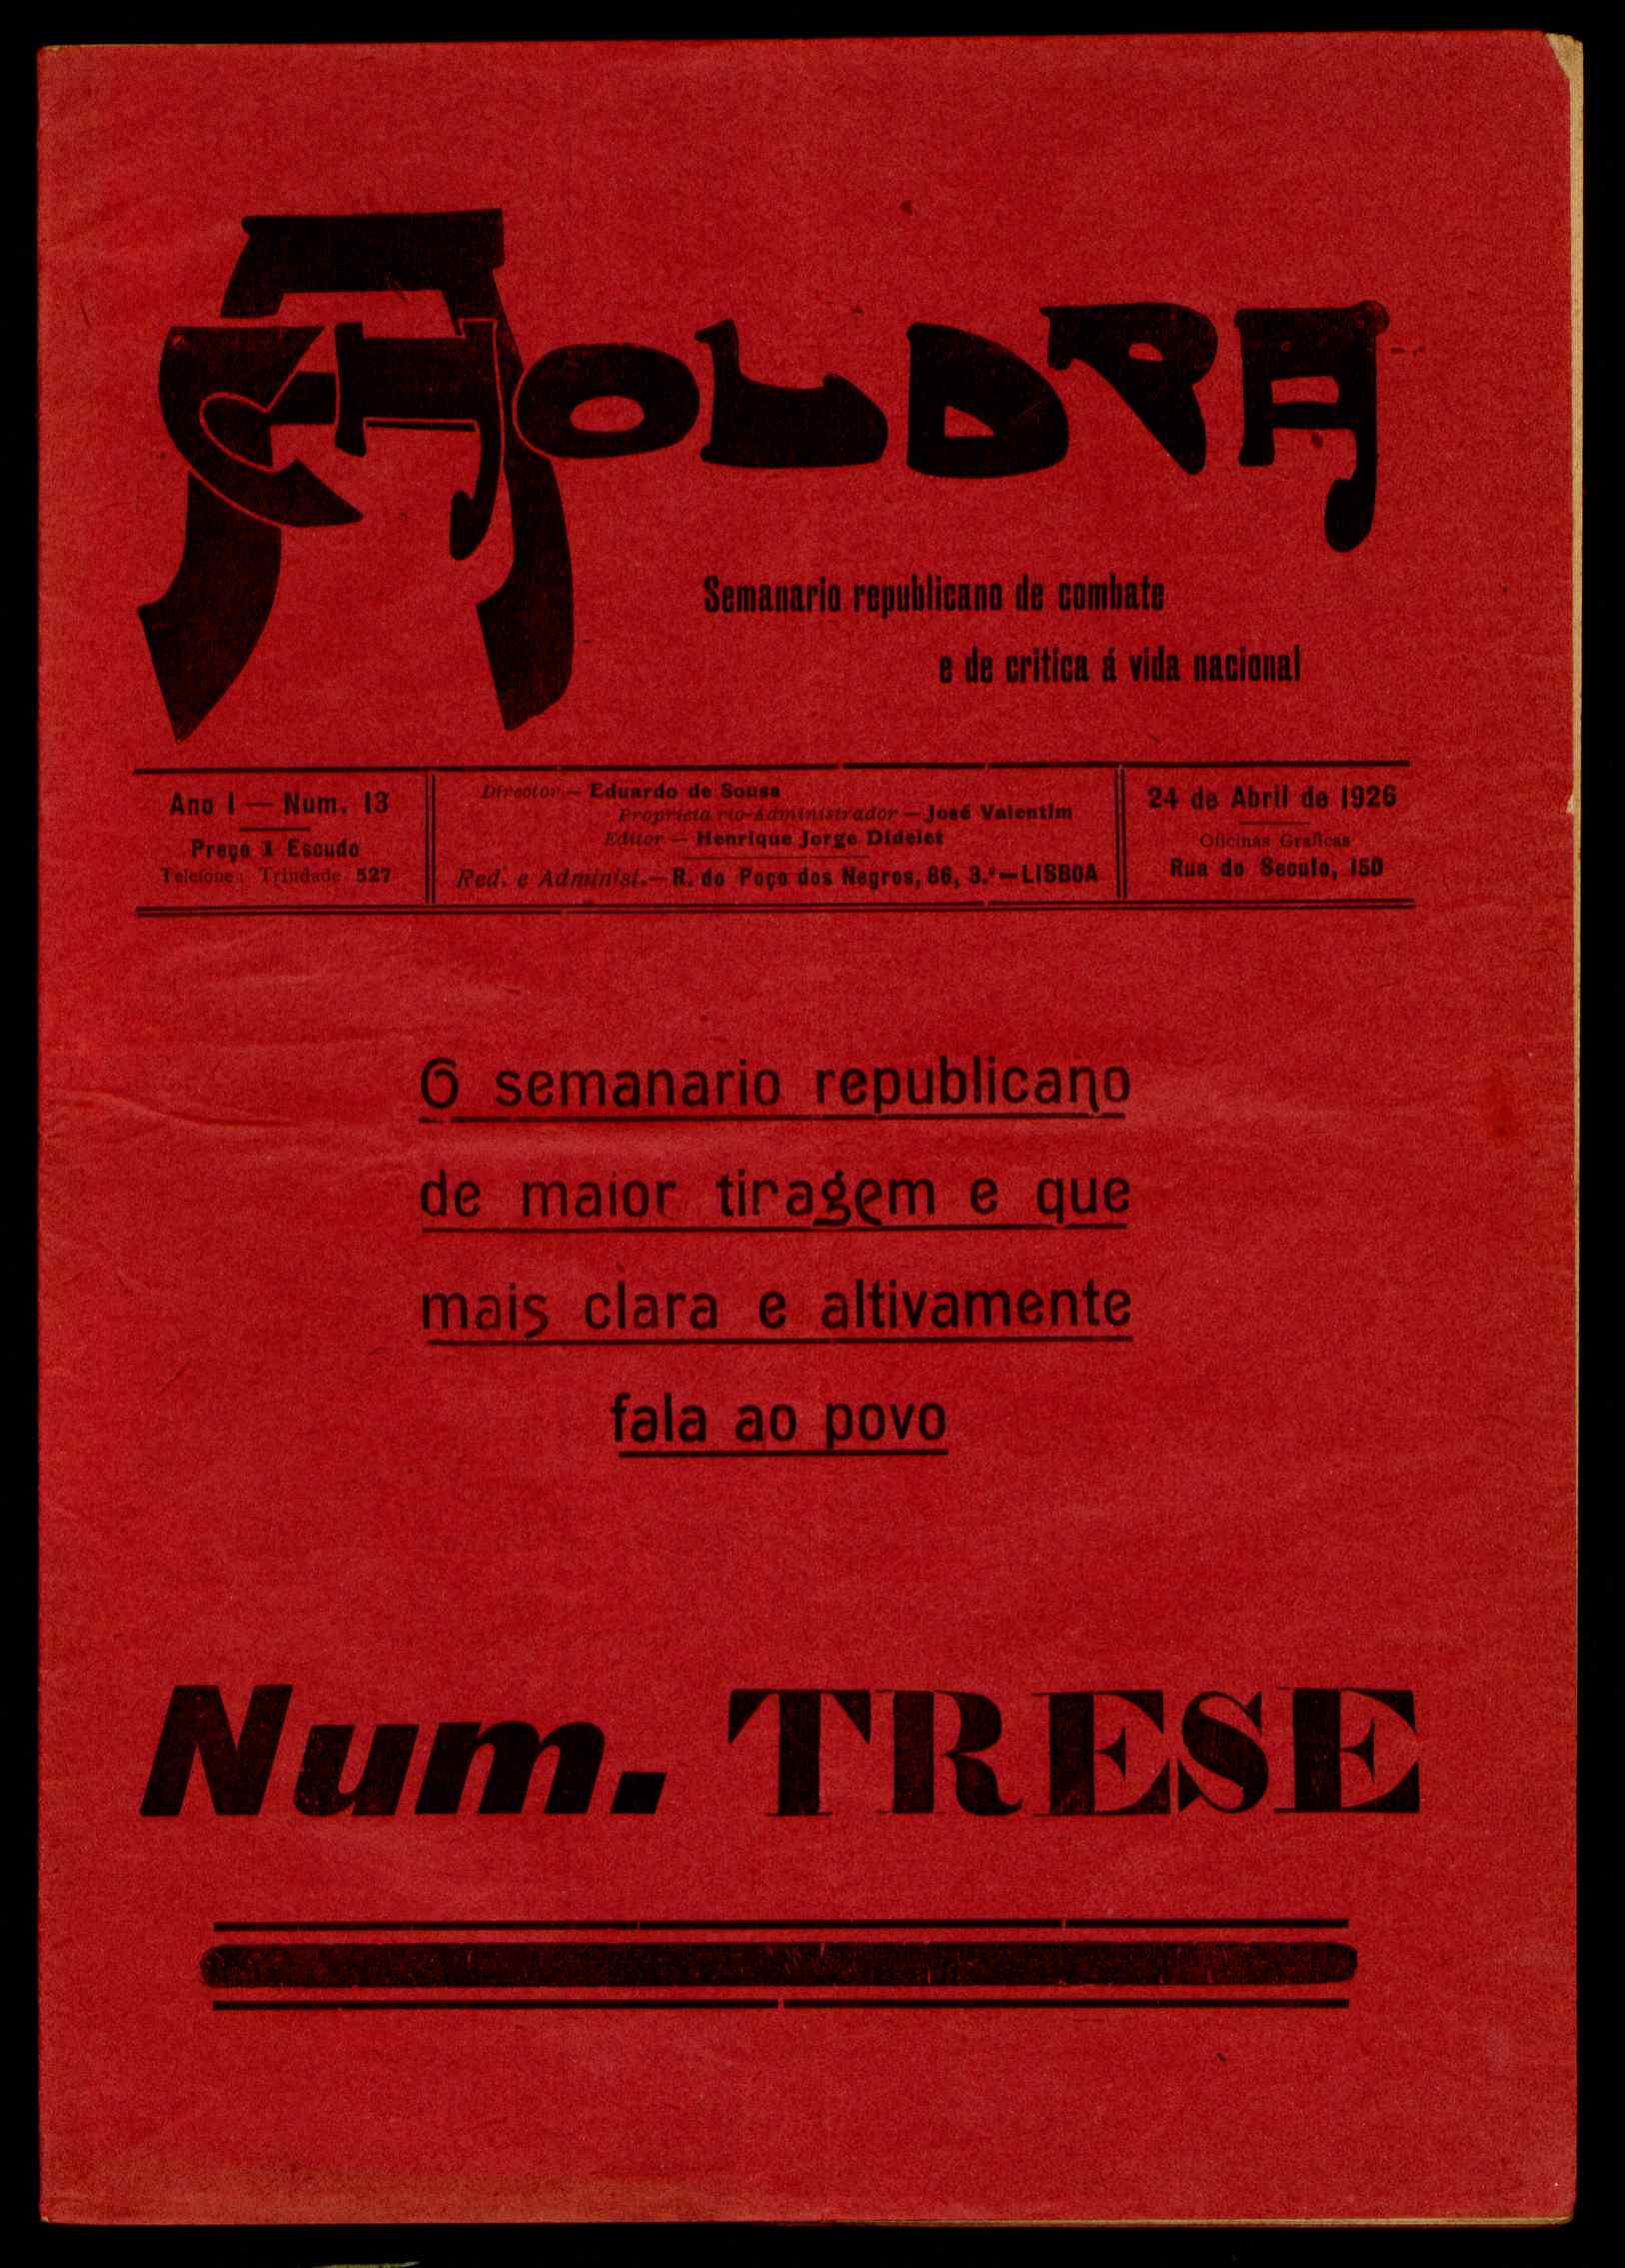 A CHOLDRA
Semanario republicano de combate
e de critica á vida nacional
Ano I — Num. 13
Preço 1 Escudo
Telefone: Trindade 527
Director — Eduardo de Sousa
Proprieta rio-Administrador — José Valentim
Editor — Henrique Jorge Didelet
Red. e Administ.— R. do Poço dos Negros, 86, 3.º—LISBOA
24 de Abril de 1926
Oficinas Graficas
Rua do Seculo, 150
O semanario republicano
de maior tiragem e que
mais clara e altivamente
fala ao povo
Num. TRESE